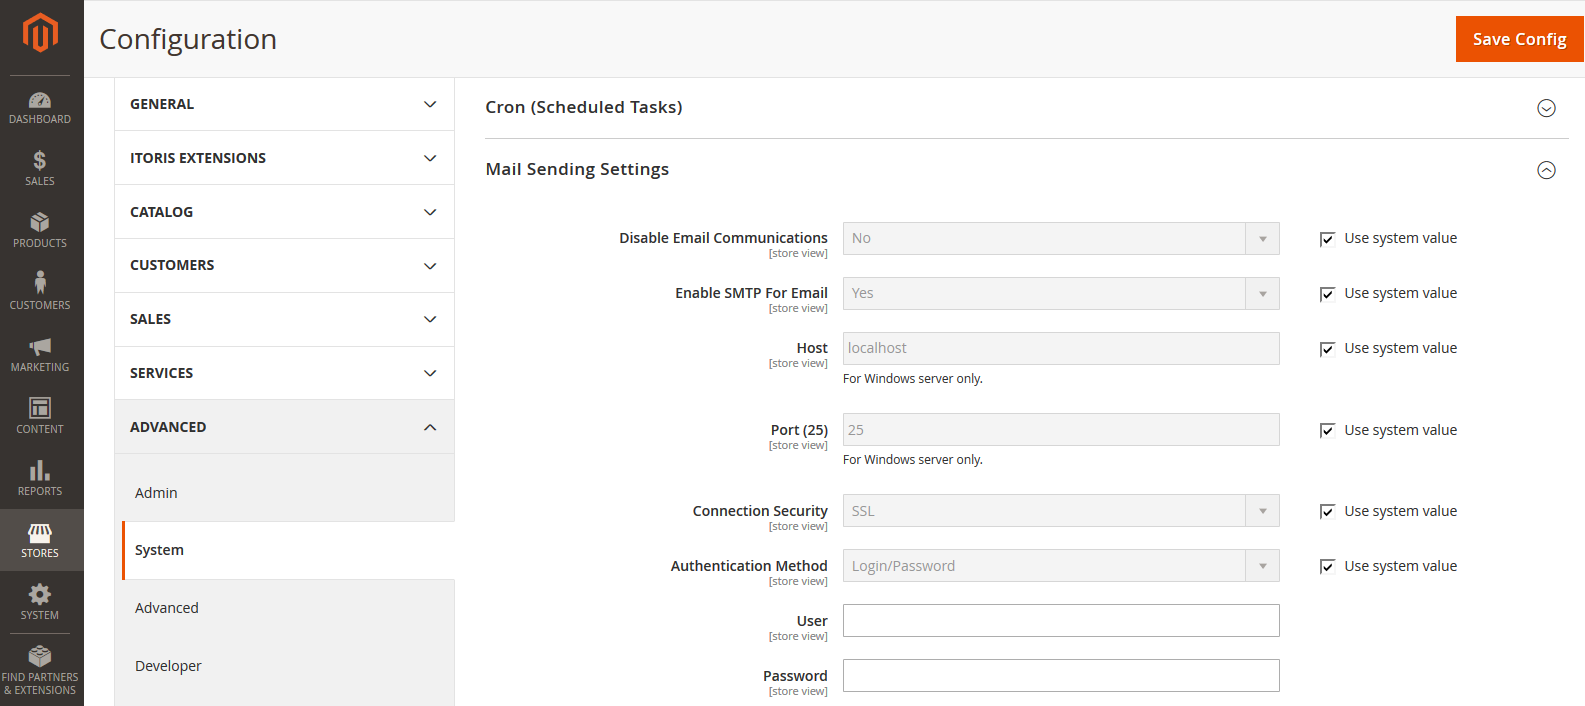 Configuration
Save Config
DASHBOARD
SALES
PRODUCTS
CUSTOMERS
MARKETING
CONTENT
REPORTS
STORES
SYSTEM
FIND PARTNERS
& EXTENSIONS
GENERAL
ITORIS EXTENSIONS
CATALOG
CUSTOMERS
SALES
SERVICES
ADVANCED
Admin
System
Advanced
Developer
Cron (Scheduled Tasks)
Mail Sending Settings
Disable Email Communications No Use system value
[store view]
Enable SMTP For Email Yes Use system value
[store view]
Host localhost Use system value
[store view]
For Windows server only.
Port (25) 25 Use system value
[store view]
For Windows server only.
Connection Security SSL Use system value
[store view]
Authentication Method Login/Password Use system value
[store view]
User
[store view]
Password
[store view]